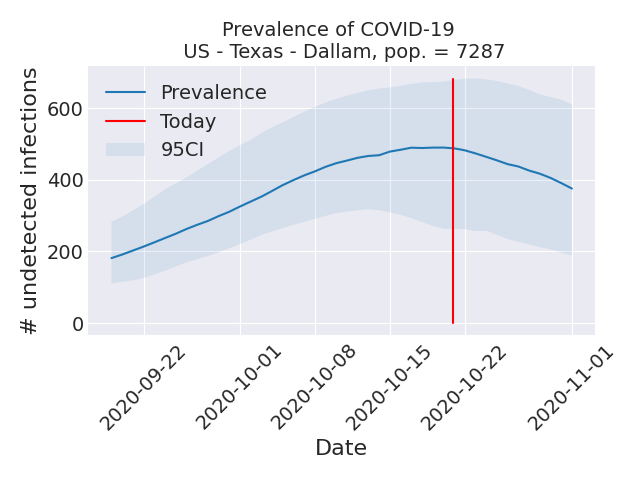 Prevalence of COVID-19
US - Texas - Dallam, pop. = 7287
# undetected infections
600
400
200
0
Prevalence
Today
95CI
2020-09-22
2020-10-01
2020-10-08
2020-10-15
2020-10-22
2020-11-01
Date